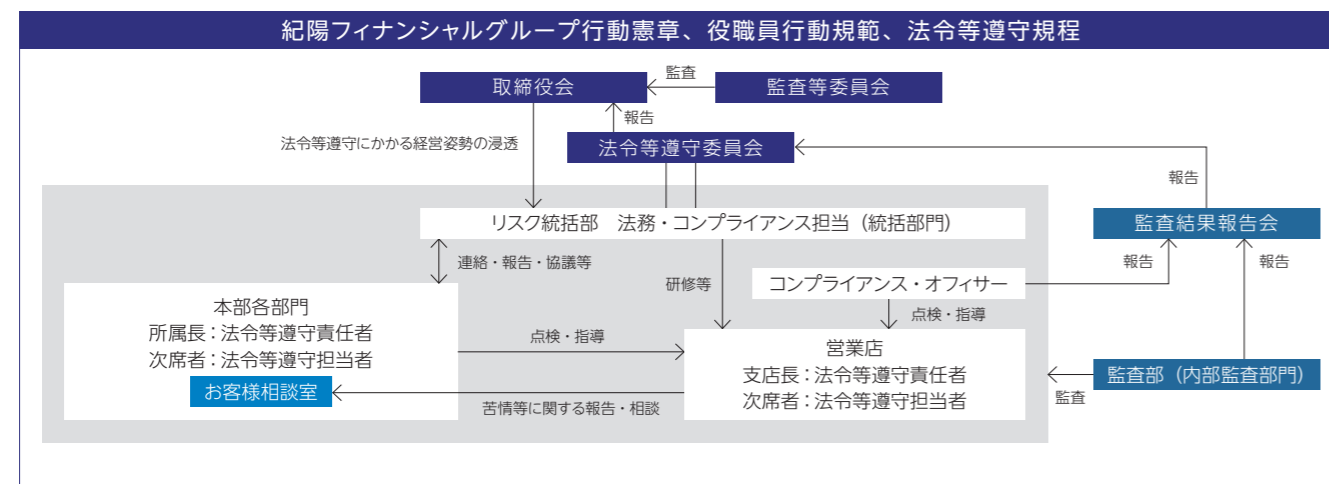 紀陽フィナンシャルグループ行動憲章、役職員行動規範、法令等遵守規程
取締役会
監査
監査等委員会
報告
法令等遵守にかかる経営姿勢の浸透
法令等遵守委員会
報告
リスク統括部　法務・コンプライアンス担当（統括部門）
監査結果報告会
連絡・報告・協議等
報告
報告
研修等
コンプライアンス・オフィサー
本部各部門
所属長：法令等遵守責任者
次席者：法令等遵守担当者
お客様相談室
点検・指導
点検・指導
営業店
支店長：法令等遵守責任者
次席者：法令等遵守担当者
監査部（内部監査部門）
監査
苦情等に関する報告・相談